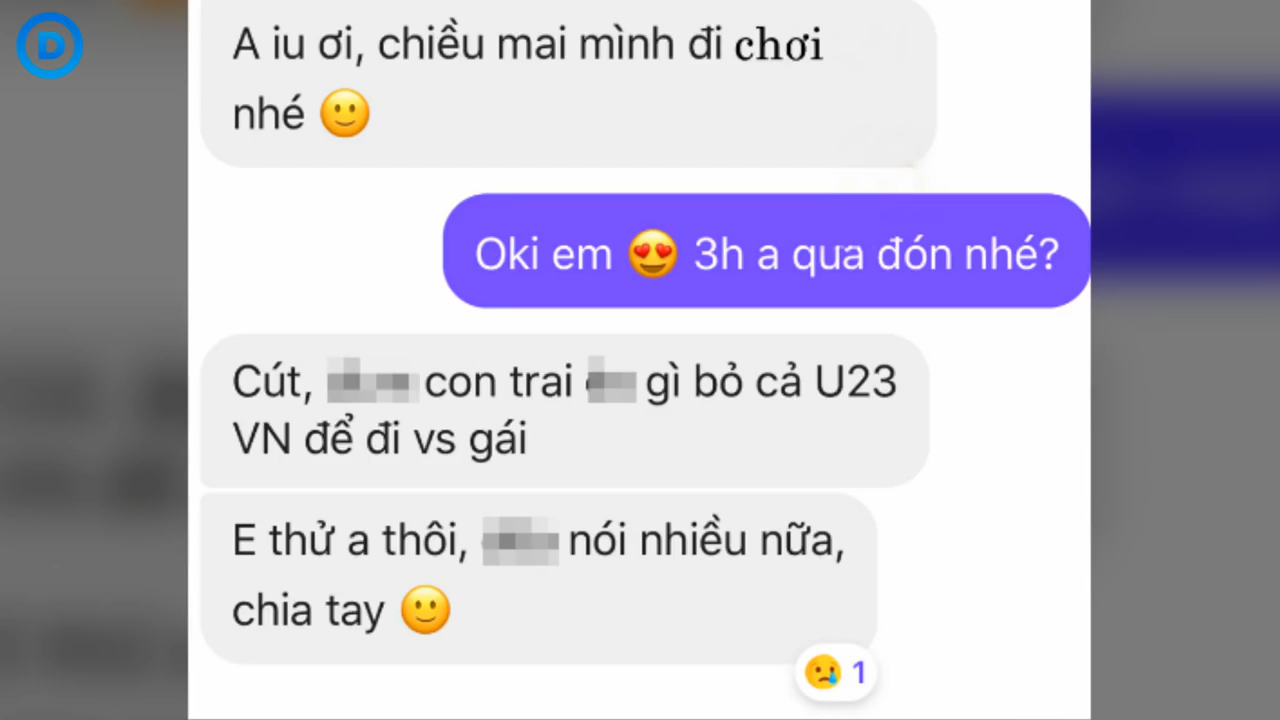 D
A iu ơi, chiều mai mình đi chơi
nhé 🙂
Oki em 😍 3h a qua đón nhé?
Cút, con trai gì bỏ cả U23
VN để đi vs gái
E thử a thôi, nói nhiều nữa,
chia tay 🙂
😢 1